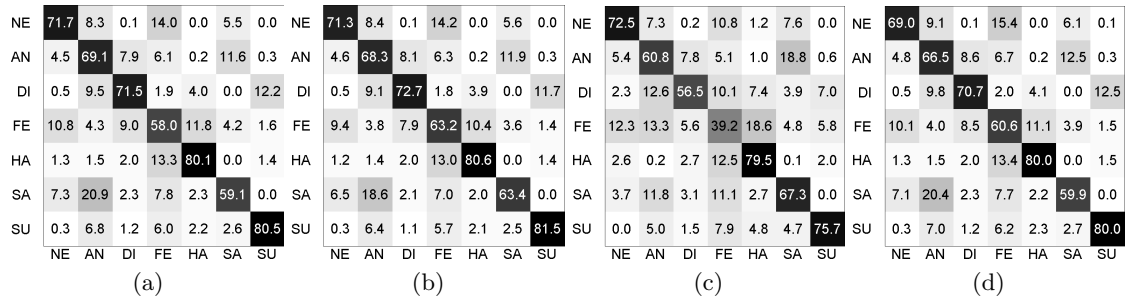 NE 71.7 8.3 0.1 14.0 0.0 5.5 0.0 NE 71.3 8.4 0.1 14.2 0.0 5.6 0.0 NE 72.5 7.3 0.2 10.8 1.2 7.6 0.0 NE 69.0 9.1 0.1 15.4 0.0 6.1 0.1
AN 4.5 69.1 7.9 6.1 0.2 11.6 0.3 AN 4.6 68.3 8.1 6.3 0.2 11.9 0.3 AN 5.4 60.8 7.8 5.1 1.0 18.8 0.6 AN 4.8 66.5 8.6 6.7 0.2 12.5 0.3
DI 0.5 9.5 71.5 1.9 4.0 0.0 12.2 DI 0.5 9.1 72.7 1.8 3.9 0.0 11.7 DI 2.3 12.6 56.5 10.1 7.4 3.9 7.0 DI 0.5 9.8 70.7 2.0 4.1 0.0 12.5
FE 10.8 4.3 9.0 58.0 11.8 4.2 1.6 FE 9.4 3.8 7.9 63.2 10.4 3.6 1.4 FE 12.3 13.3 5.6 39.2 18.6 4.8 5.8 FE 10.1 4.0 8.5 60.6 11.1 3.9 1.5
HA 1.3 1.5 2.0 13.3 80.1 0.0 1.4 HA 1.2 1.4 2.0 13.0 80.6 0.0 1.4 HA 2.6 0.2 2.7 12.5 79.5 0.1 2.0 HA 1.3 1.5 2.0 13.4 80.0 0.0 1.5
SA 7.3 20.9 2.3 7.8 2.3 59.1 0.0 SA 6.5 18.6 2.1 7.0 2.0 63.4 0.0 SA 3.7 11.8 3.1 11.1 2.7 67.3 0.0 SA 7.1 20.4 2.3 7.7 2.2 59.9 0.0
SU 0.3 6.8 1.2 6.0 2.2 2.6 80.5 SU 0.3 6.4 1.1 5.7 2.1 2.5 81.5 SU 0.0 5.0 1.5 7.9 4.8 4.7 75.7 SU 0.3 7.0 1.2 6.2 2.3 2.7 80.0
NE AN DI FE HA SA SU NE AN DI FE HA SA SU NE AN DI FE HA SA SU NE AN DI FE HA SA SU
(a) (b) (c) (d)